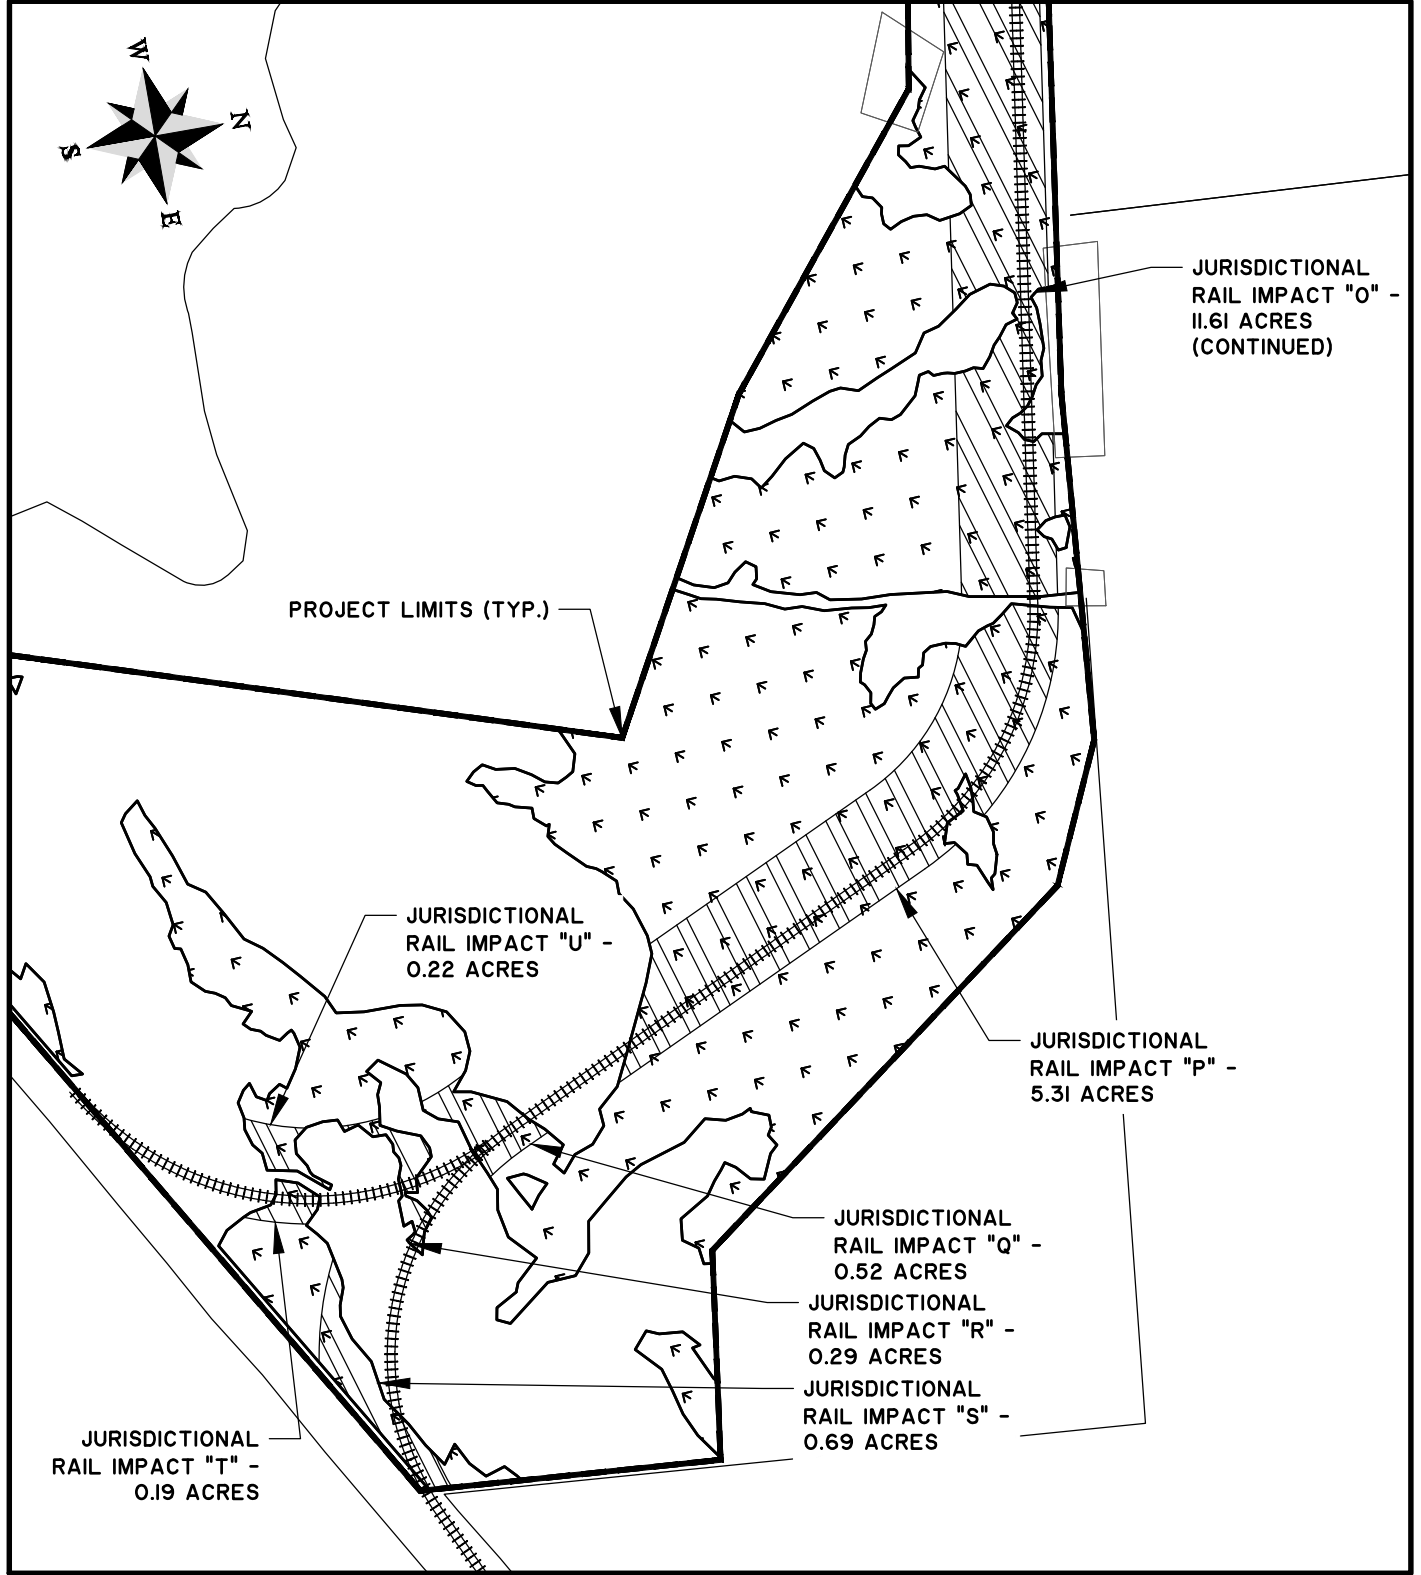 W
N
S
E
JURISDICTIONAL
RAIL IMPACT "O" -
11.61 ACRES
(CONTINUED)
PROJECT LIMITS (TYP.)
JURISDICTIONAL
RAIL IMPACT "U" -
0.22 ACRES
JURISDICTIONAL
RAIL IMPACT "P" -
5.31 ACRES
JURISDICTIONAL
RAIL IMPACT "Q" -
0.52 ACRES
JURISDICTIONAL
RAIL IMPACT "R" -
0.29 ACRES
JURISDICTIONAL
RAIL IMPACT "S" -
0.69 ACRES
JURISDICTIONAL
RAIL IMPACT "T" -
0.19 ACRES